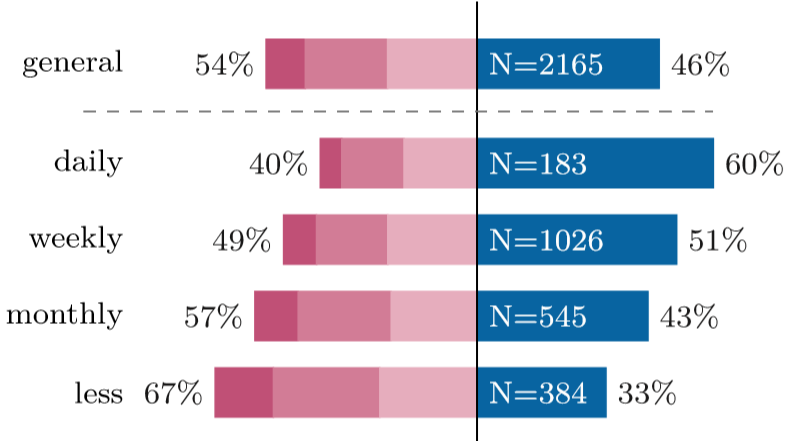 general 54% N=2165 46%
daily 40% N=183 60%
weekly 49% N=1026 51%
monthly 57% N=545 43%
less 67% N=384 33%